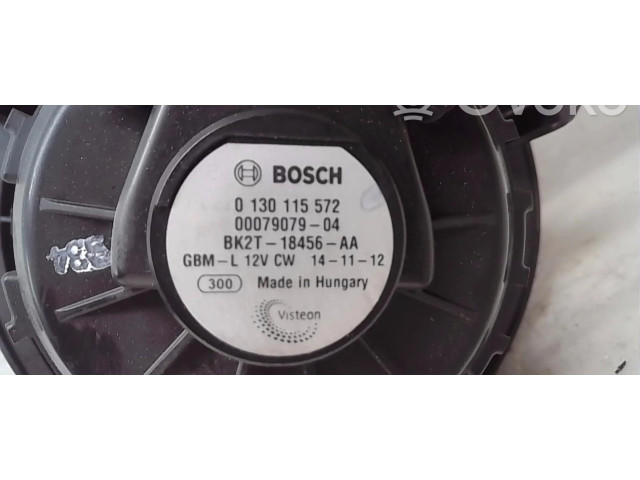 BOSCH
0 130 115 572
00079079-04
BK2T-18456-AA
GBM-L 12V CW 14-11-12
300 Made in Hungary
Visteon